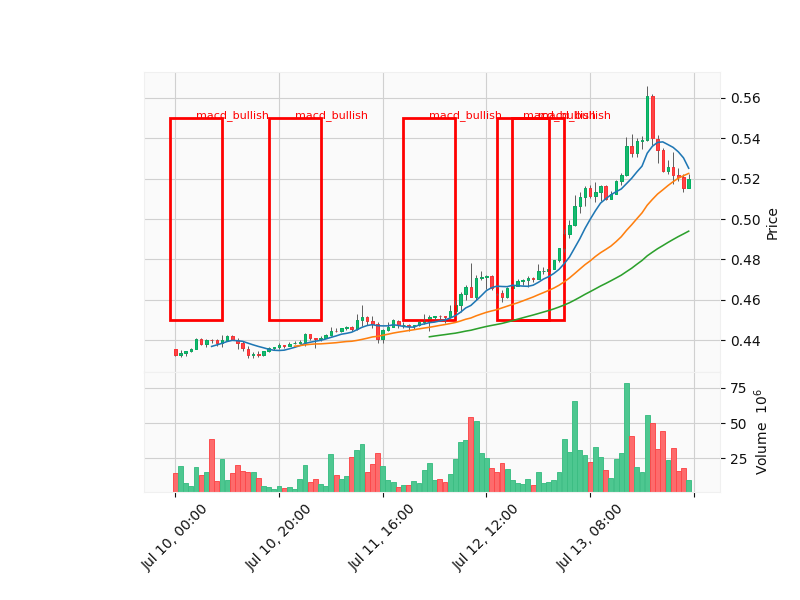 macd_bullish macd_bullish macd_bullish macd_bullish macd_bullish
0.56
0.54
0.52
0.50
0.48
0.46
0.44
Price
75
50
25
Volume 10^6
Jul 10, 00:00
Jul 10, 20:00
Jul 11, 16:00
Jul 12, 12:00
Jul 13, 08:00